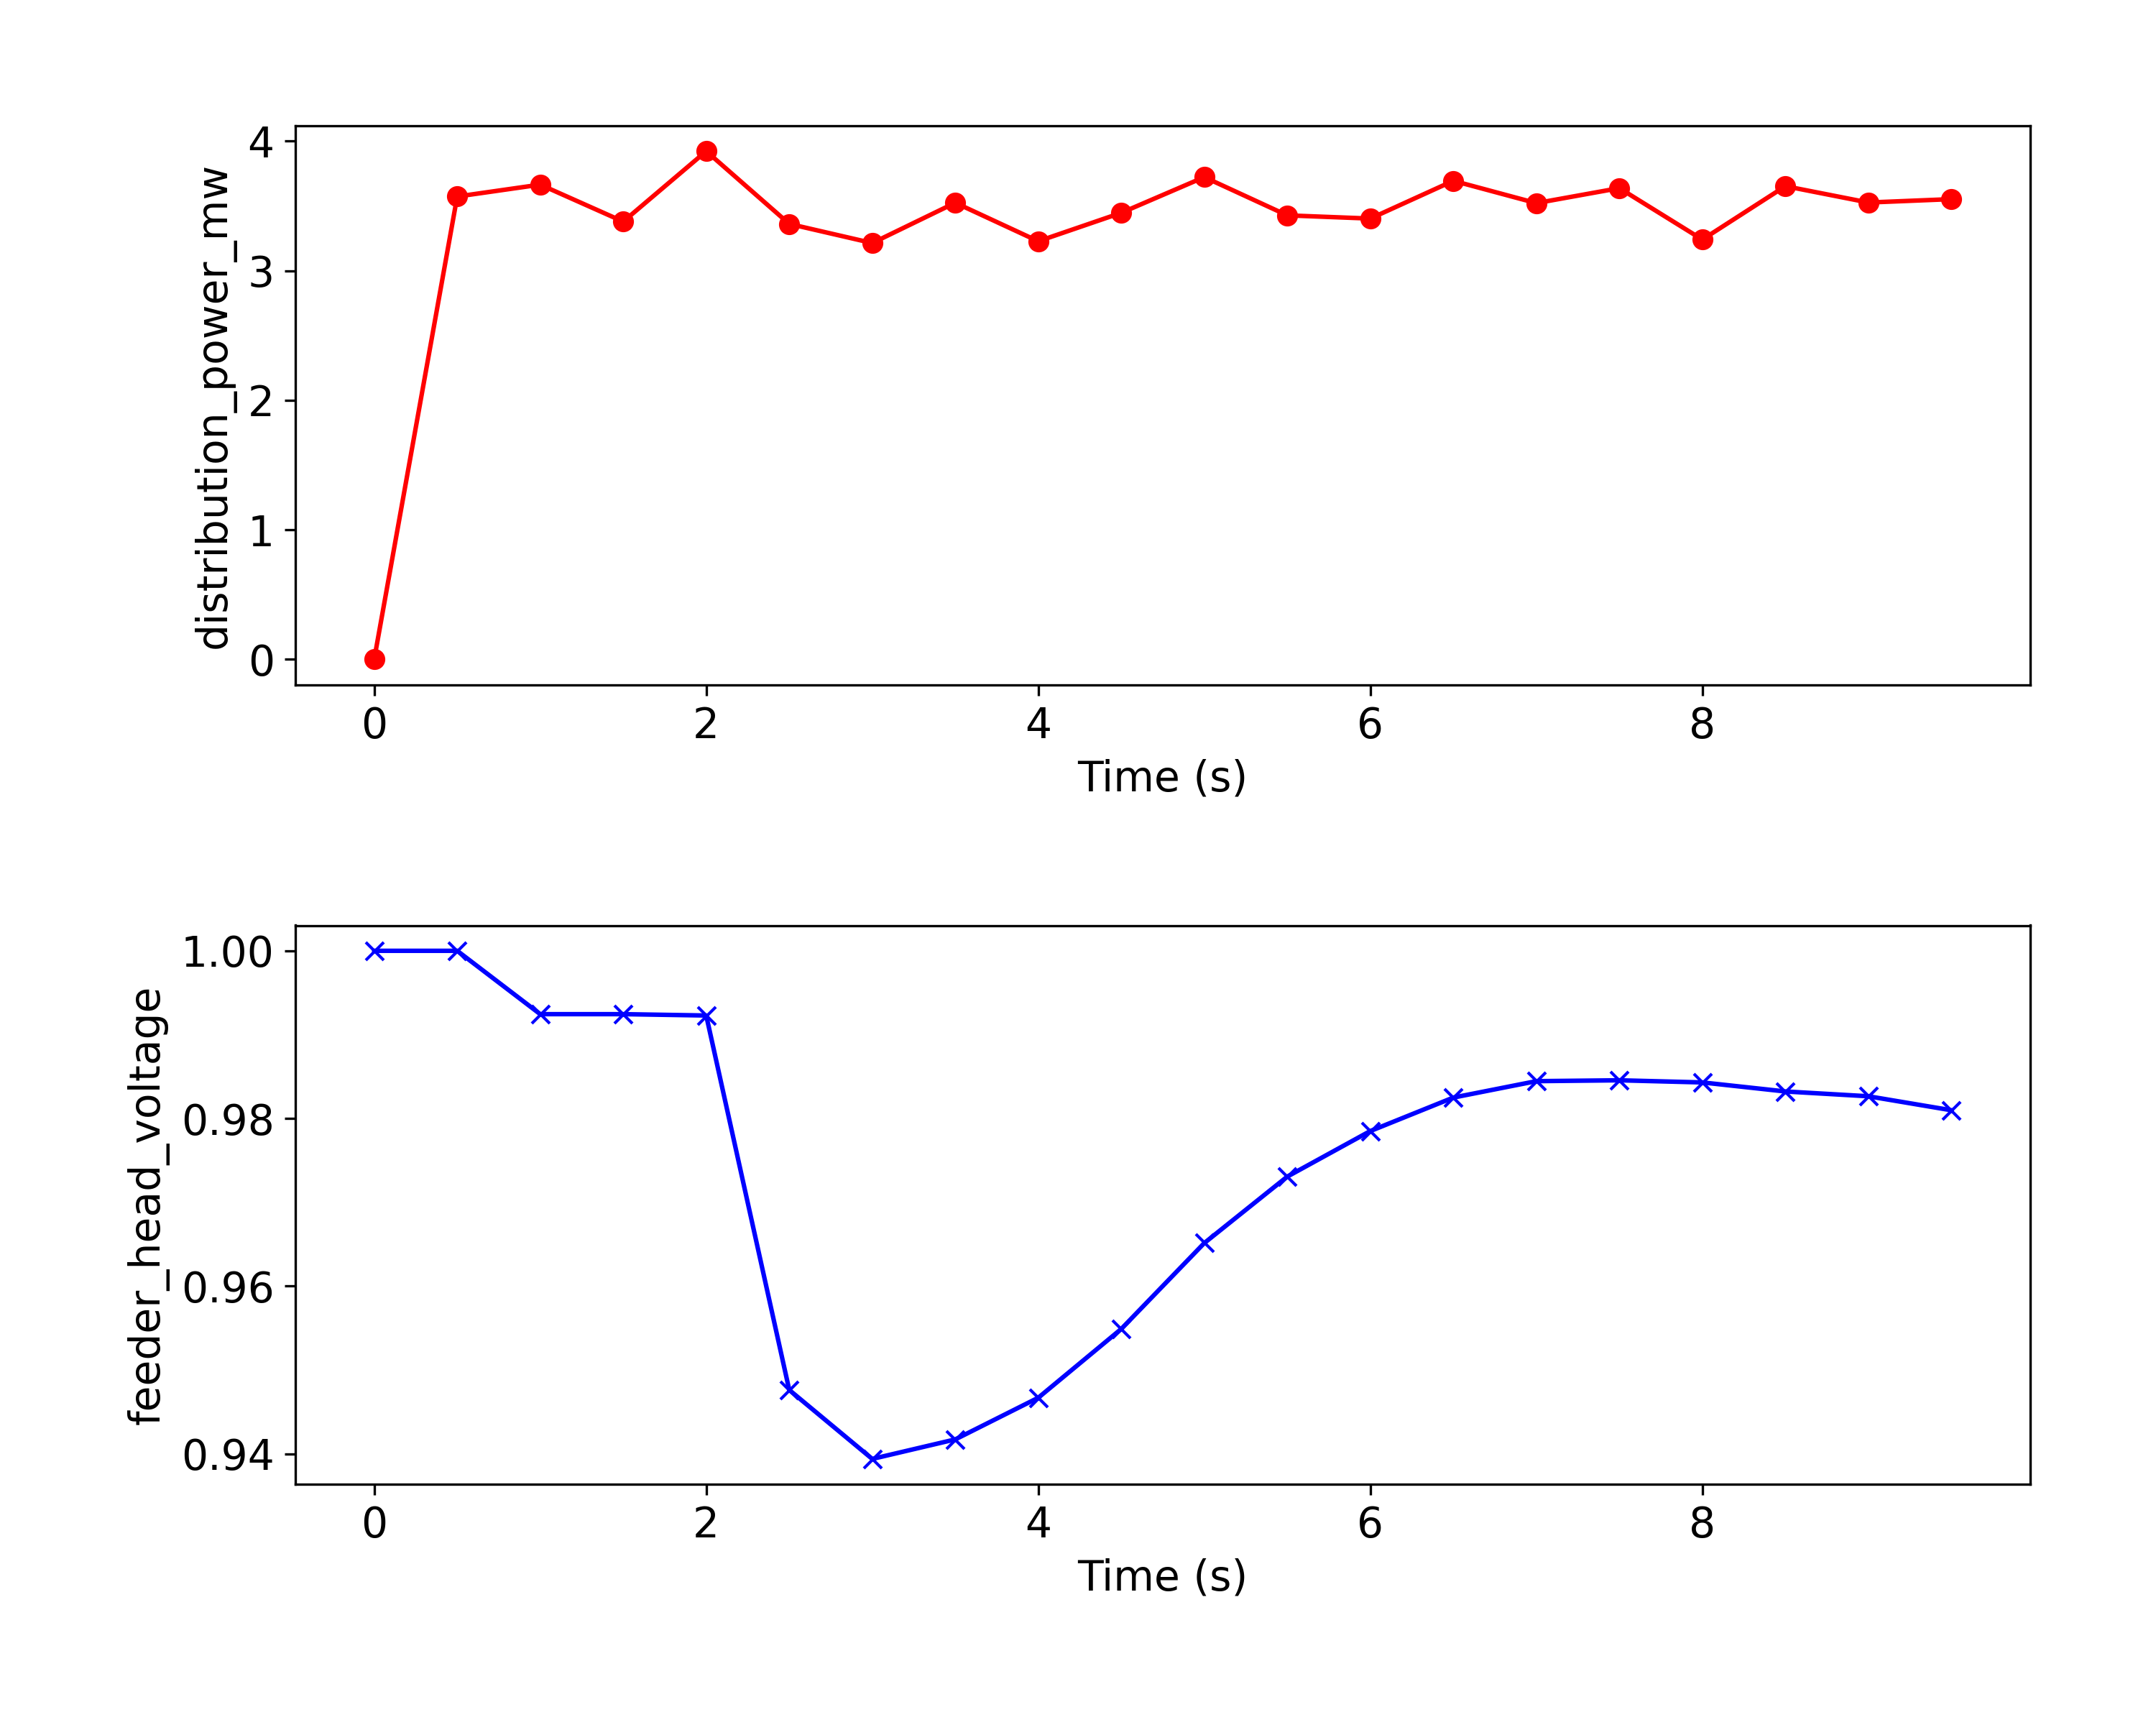 distribution_power_mw
4
3
2
1
0
0 2 4 6 8
Time (s)
feeder_head_voltage
1.00
0.98
0.96
0.94
0 2 4 6 8
Time (s)